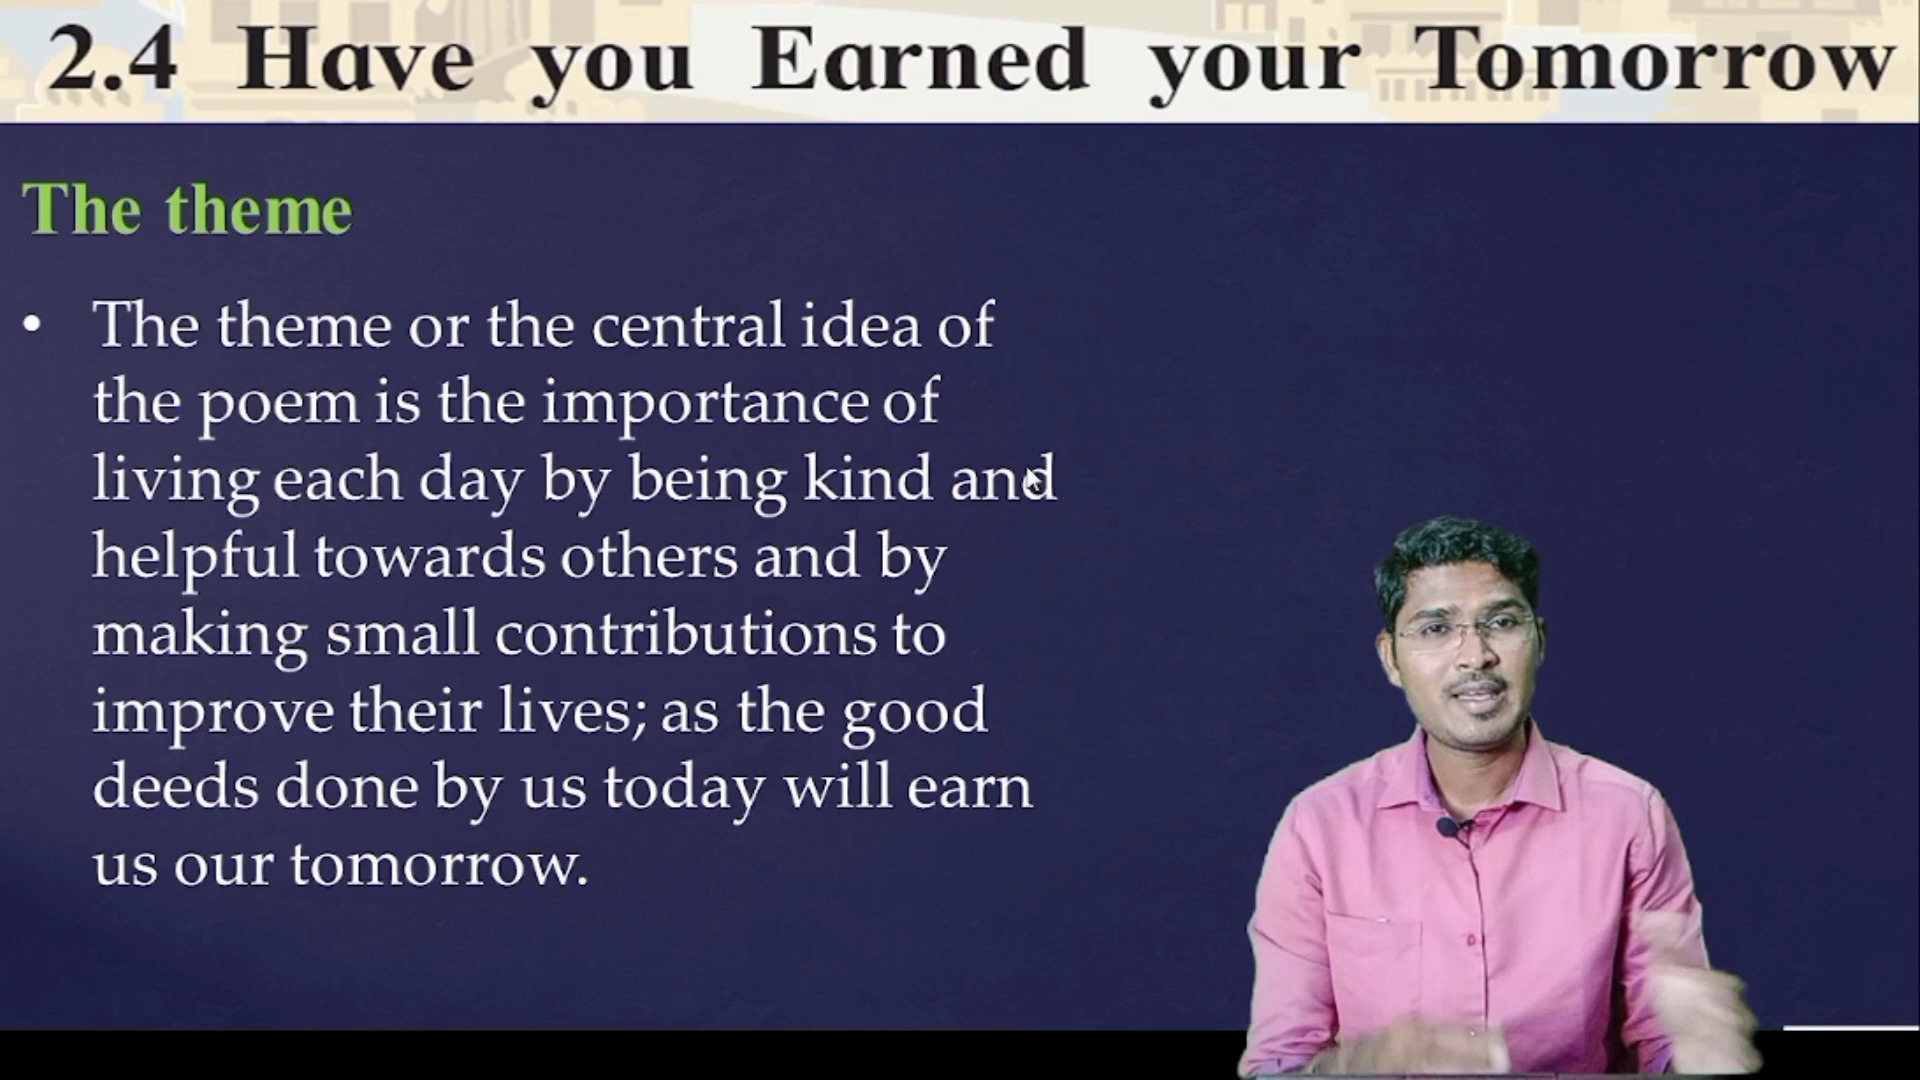 2.4 Have you Earned your Tomorrow
The theme
• The theme or the central idea of
the poem is the importance of
living each day by being kind and
helpful towards others and by
making small contributions to
improve their lives; as the good
deeds done by us today will earn
us our tomorrow.